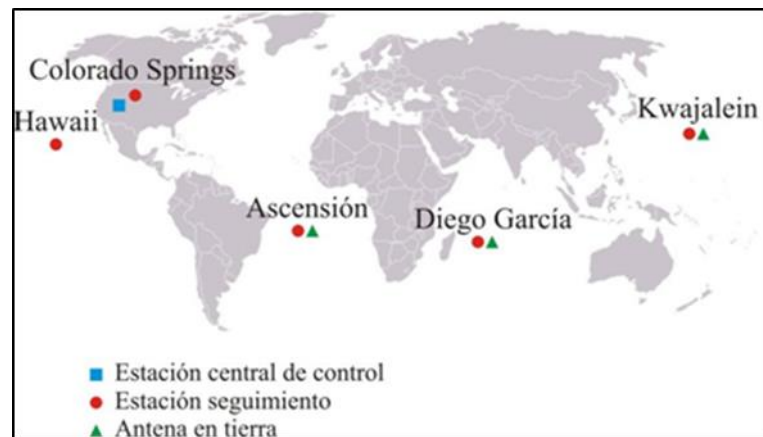 Colorado Springs
Hawaii
Kwajalein
Ascensión
Diego García
Estación central de control
Estación seguimiento
Antena en tierra